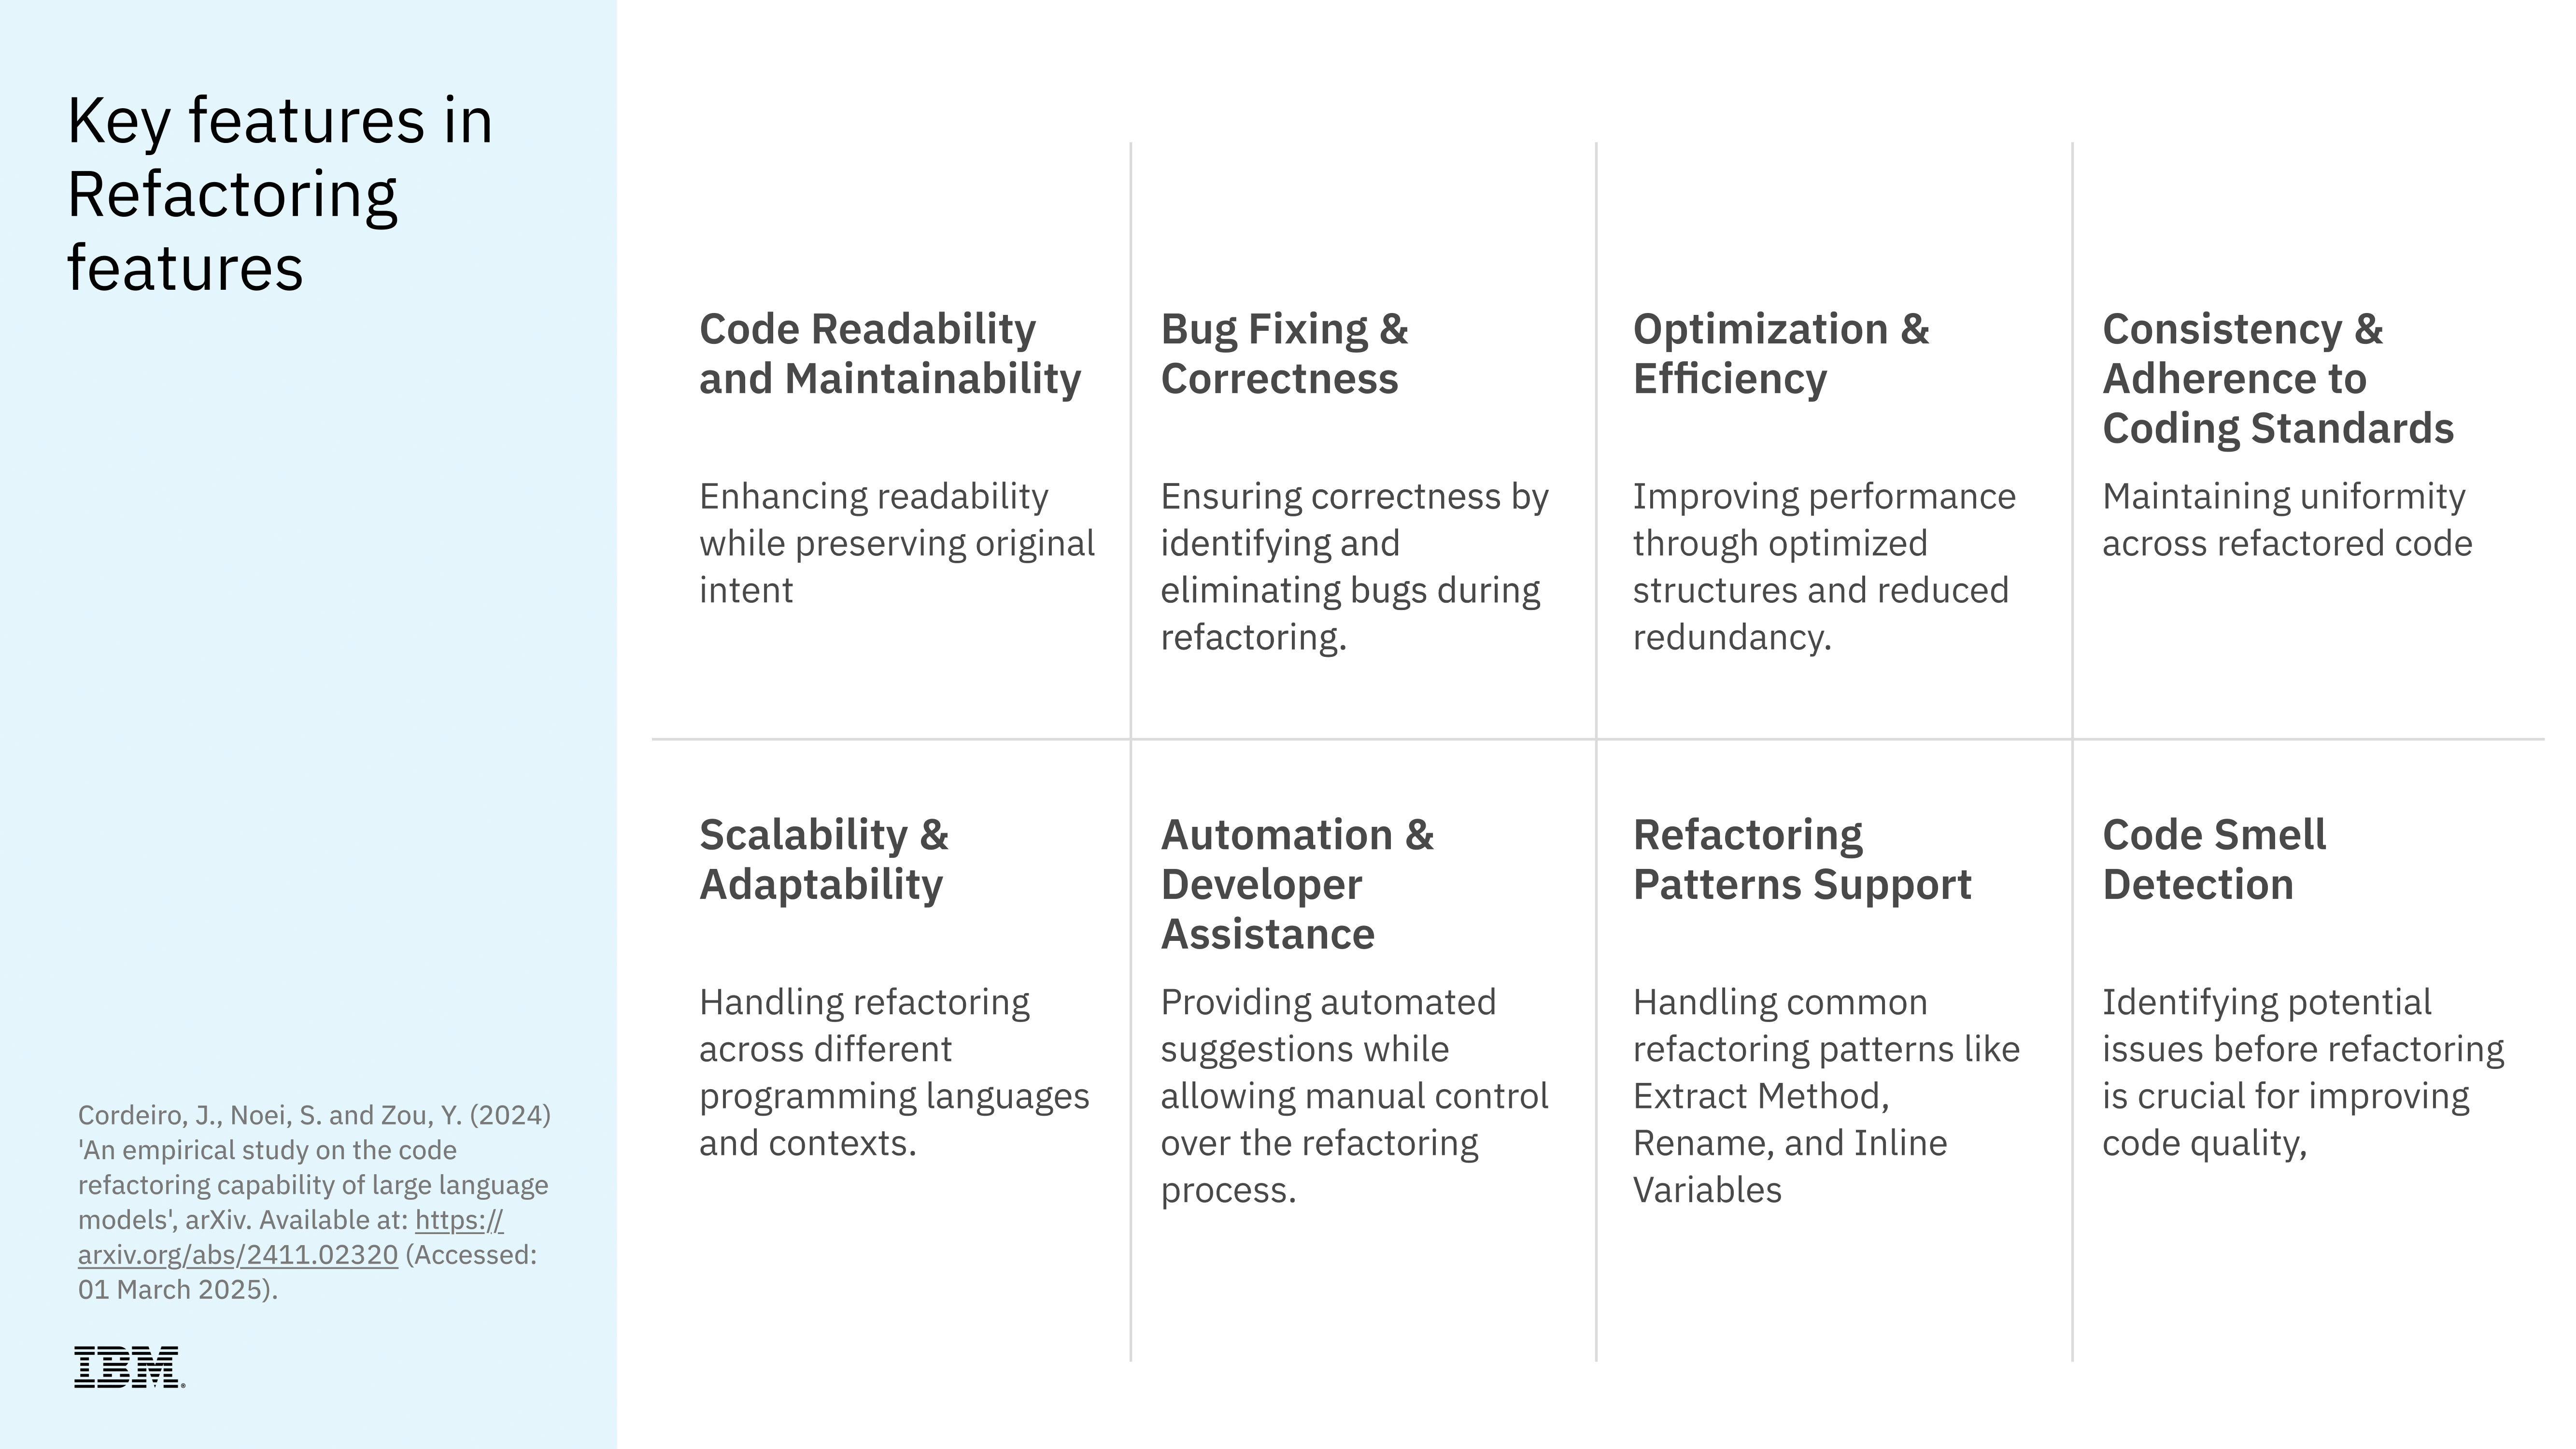 Key features in
Refactoring
features
Code Readability
and Maintainability
Enhancing readability
while preserving original
intent
Bug Fixing &
Correctness
Ensuring correctness by
identifying and
eliminating bugs during
refactoring.
Optimization &
Efficiency
Improving performance
through optimized
structures and reduced
redundancy.
Consistency &
Adherence to
Coding Standards
Maintaining uniformity
across refactored code
Scalability &
Adaptability
Handling refactoring
across different
programming languages
and contexts.
Automation &
Developer
Assistance
Providing automated
suggestions while
allowing manual control
over the refactoring
process.
Refactoring
Patterns Support
Handling common
refactoring patterns like
Extract Method,
Rename, and Inline
Variables
Code Smell
Detection
Identifying potential
issues before refactoring
is crucial for improving
code quality,
Cordeiro, J., Noei, S. and Zou, Y. (2024)
'An empirical study on the code
refactoring capability of large language
models', arXiv. Available at: https://
arxiv.org/abs/2411.02320 (Accessed:
01 March 2025).
IBM®